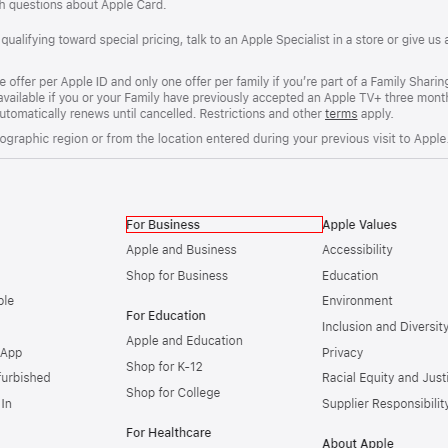 h questions about Apple Card.
qualifying toward special pricing, talk to an Apple Specialist in a store or give us a
e offer per Apple ID and only one offer per family if you're part of a Family Sharing
available if you or your Family have previously accepted an Apple TV+ three month
utomatically renews until cancelled. Restrictions and other terms apply.
ographic region or from the location entered during your previous visit to Apple.
For Business
Apple and Business
Shop for Business
For Education
Apple and Education
Shop for K-12
Shop for College
For Healthcare
Apple Values
Accessibility
Education
Environment
Inclusion and Diversity
Privacy
Racial Equity and Justi
Supplier Responsibility
About Apple
ple
App
urbished
In